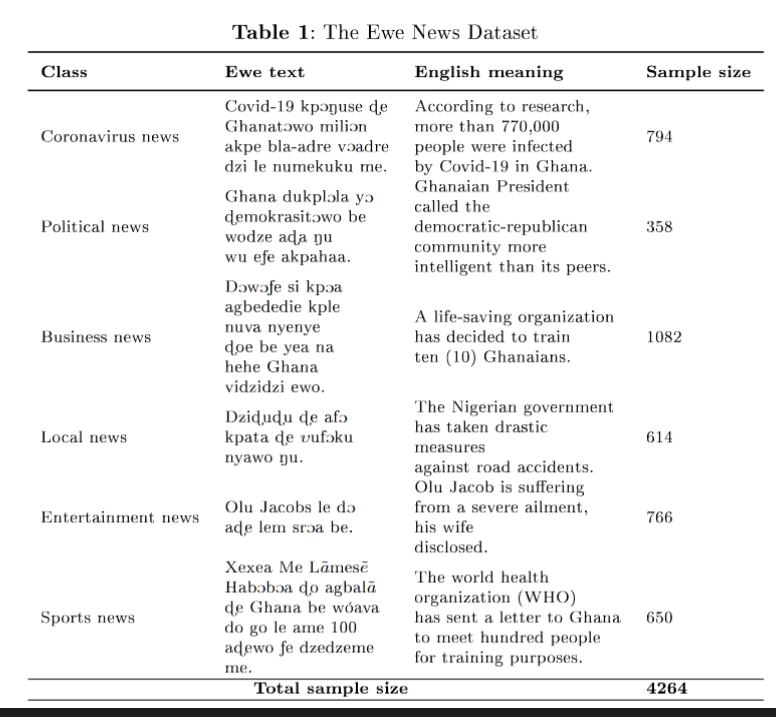 Table 1: The Ewe News Dataset
Class Ewe text English meaning Sample size
Coronavirus news
Covid-19 kpɔŋuse ɖe
Ghanatɔwo miliɔn
akpe bla-adre vɔadre
dzi le numekuku me.
According to research,
more than 770,000
people were infected
by Covid-19 in Ghana.
794
Political news
Ghana dukplɔla yɔ
ɖemokrasitɔwo be
wodze aɖa ŋu
wu eƒe akpahaa.
Ghanaian President
called the
democratic-republican
community more
intelligent than its peers.
358
Business news
Dɔwɔƒe si kpɔa
agbededie kple
nuva nyenye
ɖoe be yea na
hehe Ghana
vidzidzi ewo.
A life-saving organization
has decided to train
ten (10) Ghanaians.
1082
Local news
Dziɖuɖu ɖe afɔ
kpata ɖe ʋufɔku
nyawo ŋu.
The Nigerian government
has taken drastic
measures
against road accidents.
614
Entertainment news
Olu Jacobs le dɔ
aɖe lem srɔa be.
Olu Jacob is suffering
from a severe ailment,
his wife
disclosed.
766
Sports news
Xexea Me Lãmesẽ
Habɔbɔa ɖo agbalã
ɖe Ghana be wóava
do go le ame 100
aɖewo ƒe dzedzeme
me.
The world health
organization (WHO)
has sent a letter to Ghana
to meet hundred people
for training purposes.
650
Total sample size 4264